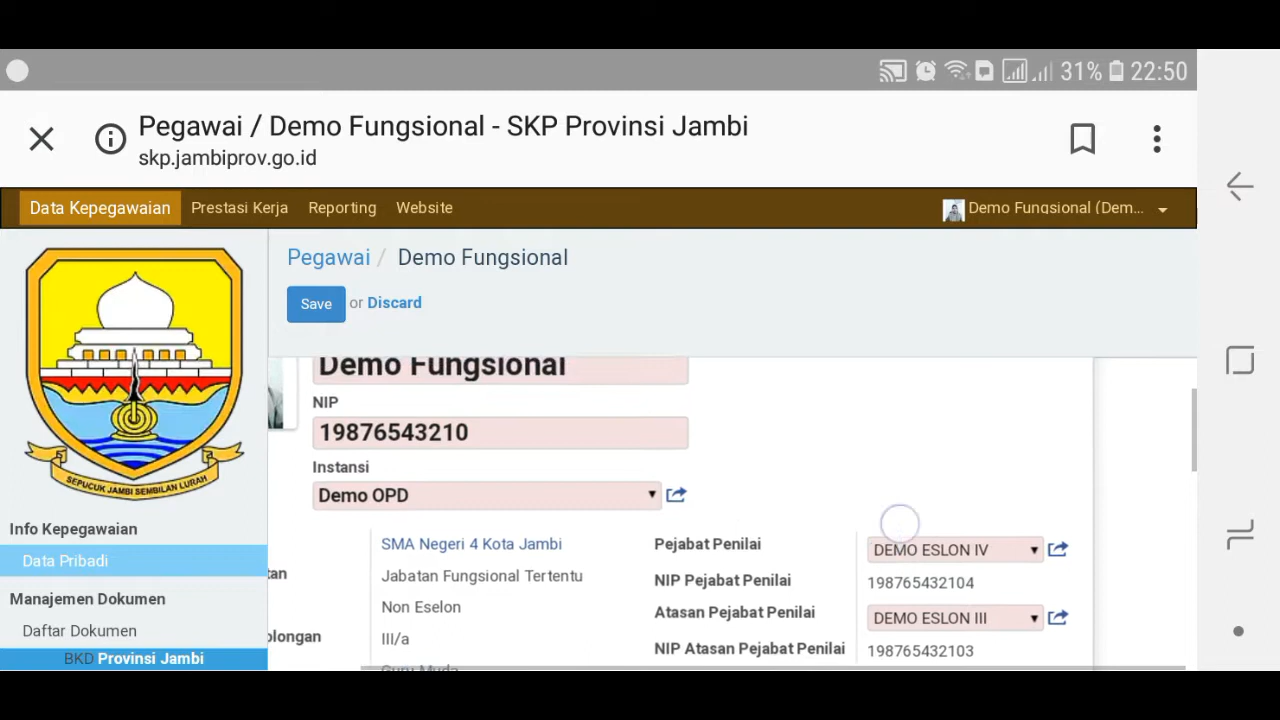 31% 22:50
Pegawai / Demo Fungsional - SKP Provinsi Jambi
skp.jambiprov.go.id
Data Kepegawaian Prestasi Kerja Reporting Website Demo Fungsional (Dem...
Pegawai / Demo Fungsional
Save or Discard
Demo Fungsional
NIP
19876543210
Instansi
Demo OPD
SEPUCUK JAMBI SEMBILAN LURAH
Info Kepegawaian
Data Pribadi
Manajemen Dokumen
Daftar Dokumen
BKD Provinsi Jambi
SMA Negeri 4 Kota Jambi
tan Jabatan Fungsional Tertentu
Non Eselon
olongan III/a
Guru Muda
Pejabat Penilai DEMO ESLON IV
NIP Pejabat Penilai 198765432104
Atasan Pejabat Penilai DEMO ESLON III
NIP Atasan Pejabat Penilai 198765432103